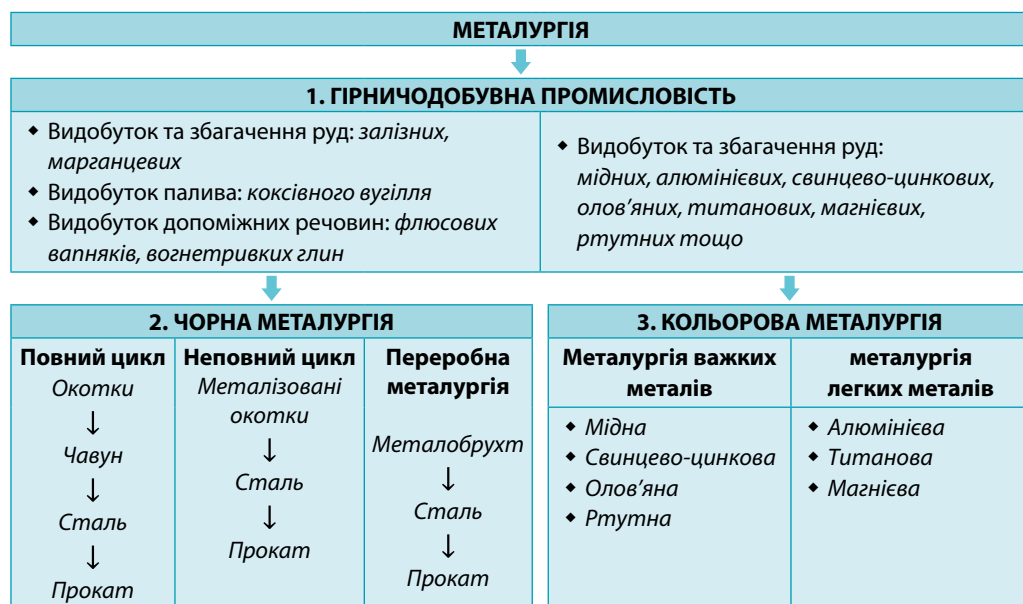 МЕТАЛУРГІЯ
1. ГІРНИЧОДОБУВНА ПРОМИСЛОВІСТЬ
◆ Видобуток та збагачення руд: залізних,
марганцевих
◆ Видобуток палива: коксівного вугілля
◆ Видобуток допоміжних речовин: флюсових
вапняків, вогнетривких глин
◆ Видобуток та збагачення руд:
мідних, алюмінієвих, свинцево-цинкових,
олов’яних, титанових, магнієвих,
ртутних тощо
2. ЧОРНА МЕТАЛУРГІЯ
Повний цикл
Окотки
↓
Чавун
↓
Сталь
↓
Прокат
Неповний цикл
Металізовані
окотки
↓
Сталь
↓
Прокат
Переробна
металургія
Металобрухт
↓
Сталь
↓
Прокат
3. КОЛЬОРОВА МЕТАЛУРГІЯ
Металургія важких
металів
◆ Мідна
◆ Свинцево-цинкова
◆ Олов’яна
◆ Ртутна
металургія
легких металів
◆ Алюмінієва
◆ Титанова
◆ Магнієва